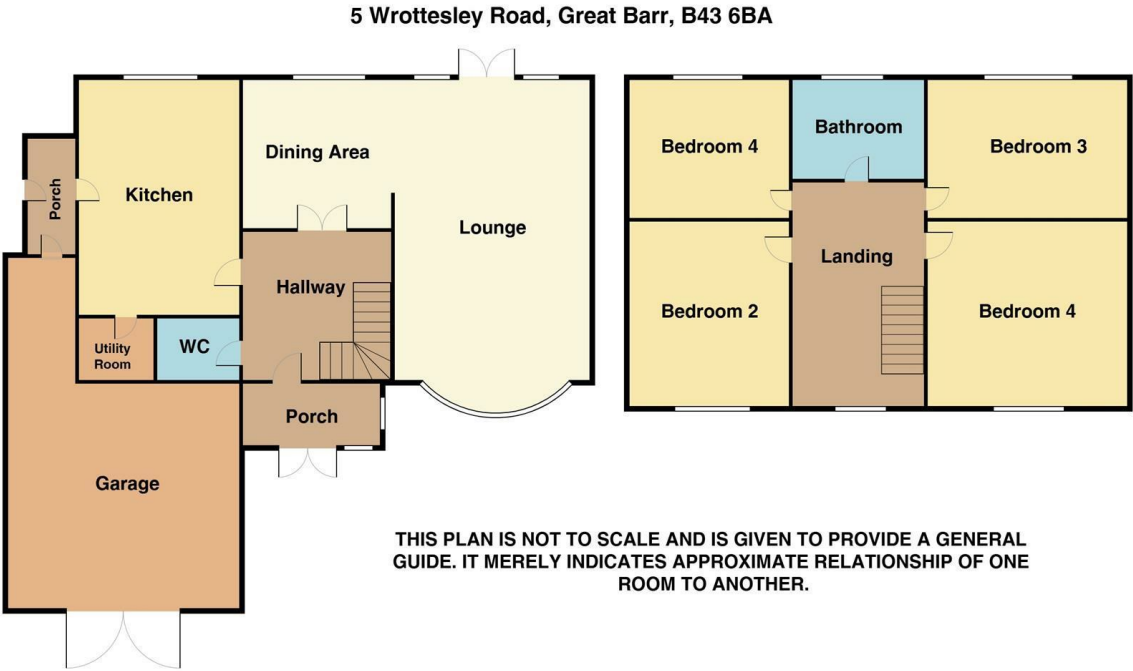 5 Wrottesley Road, Great Barr, B43 6BA
Dining Area
Kitchen
Porch
Lounge
Hallway
Utility
Room
WC
Porch
Garage
Bedroom 4
Bathroom
Bedroom 3
Landing
Bedroom 2
Bedroom 4
THIS PLAN IS NOT TO SCALE AND IS GIVEN TO PROVIDE A GENERAL
GUIDE. IT MERELY INDICATES APPROXIMATE RELATIONSHIP OF ONE
ROOM TO ANOTHER.